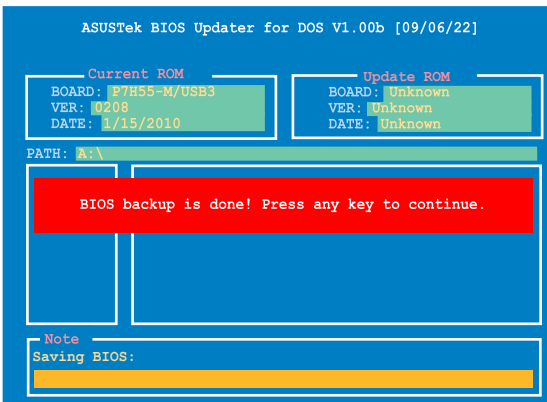 ASUSTek BIOS Updater for DOS V1.00b [09/06/22]
Current ROM
BOARD: P7H55-M/USB3
VER: 0208
DATE: 1/15/2010
Update ROM
BOARD: Unknown
VER: Unknown
DATE: Unknown
PATH: A:\
BIOS backup is done! Press any key to continue.
Note
Saving BIOS: